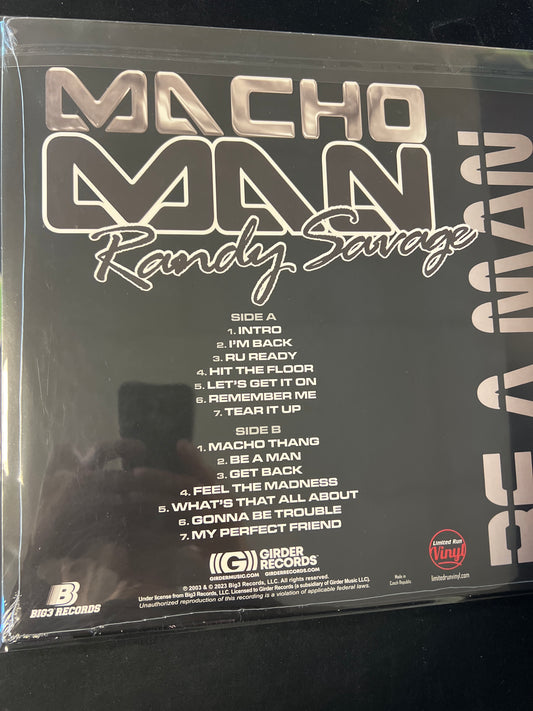 MACHO
MAN
Randy Savage
BE A MAN
SIDE A
1. INTRO
2. I'M BACK
3. RU READY
4. HIT THE FLOOR
5. LET'S GET IT ON
6. REMEMBER ME
7. TEAR IT UP
SIDE B
1. MACHO THANG
2. BE A MAN
3. GET BACK
4. FEEL THE MADNESS
5. WHAT'S THAT ALL ABOUT
6. GONNA BE TROUBLE
7. MY PERFECT FRIEND
B
BIG3 RECORDS
G
GIRDERMUSIC.COM
GIRDER
RECORDS
GIRDERRECORDS.COM
℗ 2003 & © 2023 Big3 Records, LLC. All rights reserved.
Under license from Big3 Records, LLC. Licensed to Girder Records (a subsidiary of Girder Music LLC).
Unauthorized reproduction of this recording is a violation of applicable federal laws.
Made in
Czech Republic
Limited Run
Vinyl
limitedrunvinyl.com